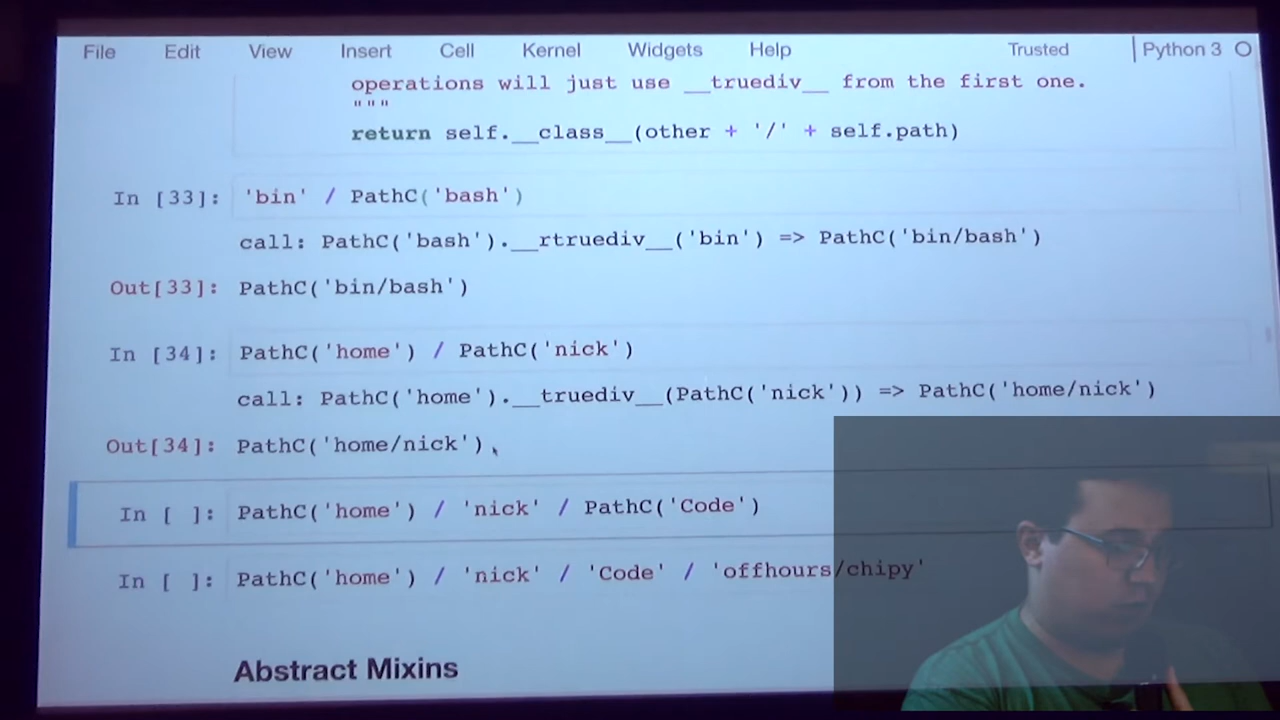 File Edit View Insert Cell Kernel Widgets Help Trusted Python 3
operations will just use __truediv__ from the first one.
"""
return self.__class__(other + '/' + self.path)
In [33]: 'bin' / PathC('bash')
call: PathC('bash').__rtruediv__('bin') => PathC('bin/bash')
Out[33]: PathC('bin/bash')
In [34]: PathC('home') / PathC('nick')
call: PathC('home').__truediv__(PathC('nick')) => PathC('home/nick')
Out[34]: PathC('home/nick')
In [ ]: PathC('home') / 'nick' / PathC('Code')
In [ ]: PathC('home') / 'nick' / 'Code' / 'offhours/chipy'
Abstract Mixins